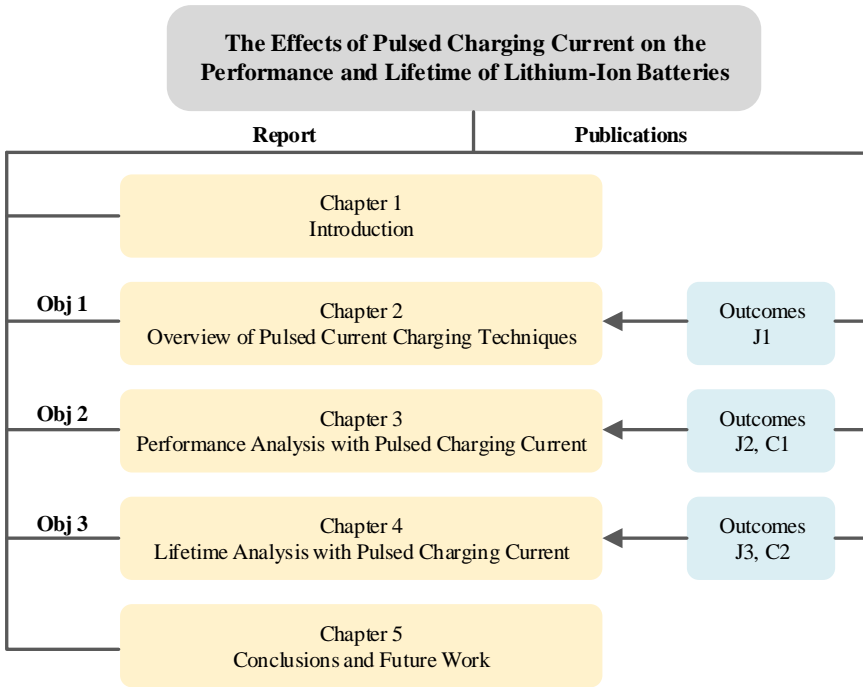 The Effects of Pulsed Charging Current on the
Performance and Lifetime of Lithium-Ion Batteries
Report
Publications
Chapter 1
Introduction
Obj 1
Chapter 2
Overview of Pulsed Current Charging Techniques
Outcomes
J1
Obj 2
Chapter 3
Performance Analysis with Pulsed Charging Current
Outcomes
J2, C1
Obj 3
Chapter 4
Lifetime Analysis with Pulsed Charging Current
Outcomes
J3, C2
Chapter 5
Conclusions and Future Work